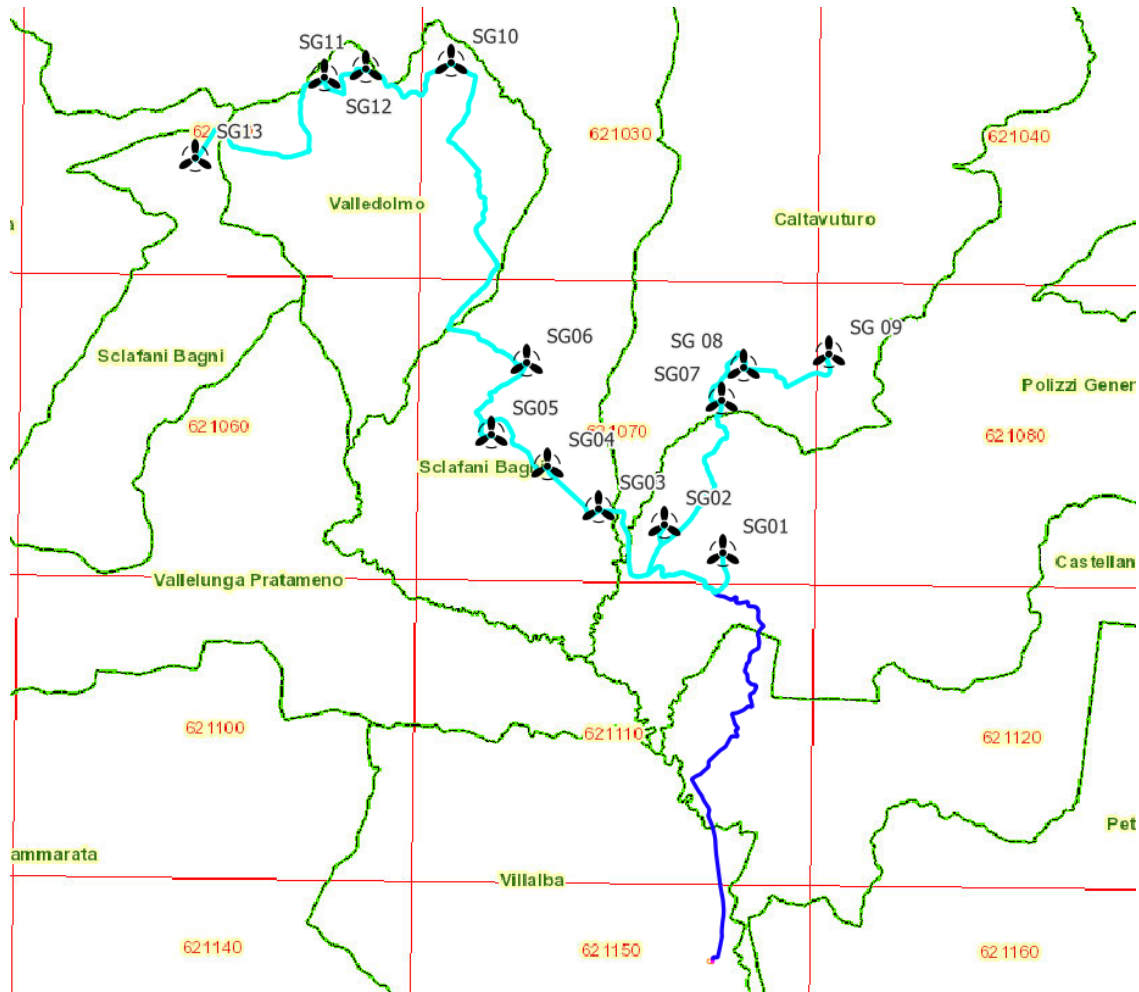 SG11
SG10
SG12
SG13
621030
621040
Valledolmo
Caltavuturo
SG06
SG 08
SG 09
Sclafani Bagni
SG07
Polizzi Gener
621060
SG05
SG04
621070
621080
Sclafani Bagni
SG03
SG02
SG01
Castellan
Vallelunga Pratameno
621100
621110
621120
Pet
ammarata
Villalba
621140
621150
621160